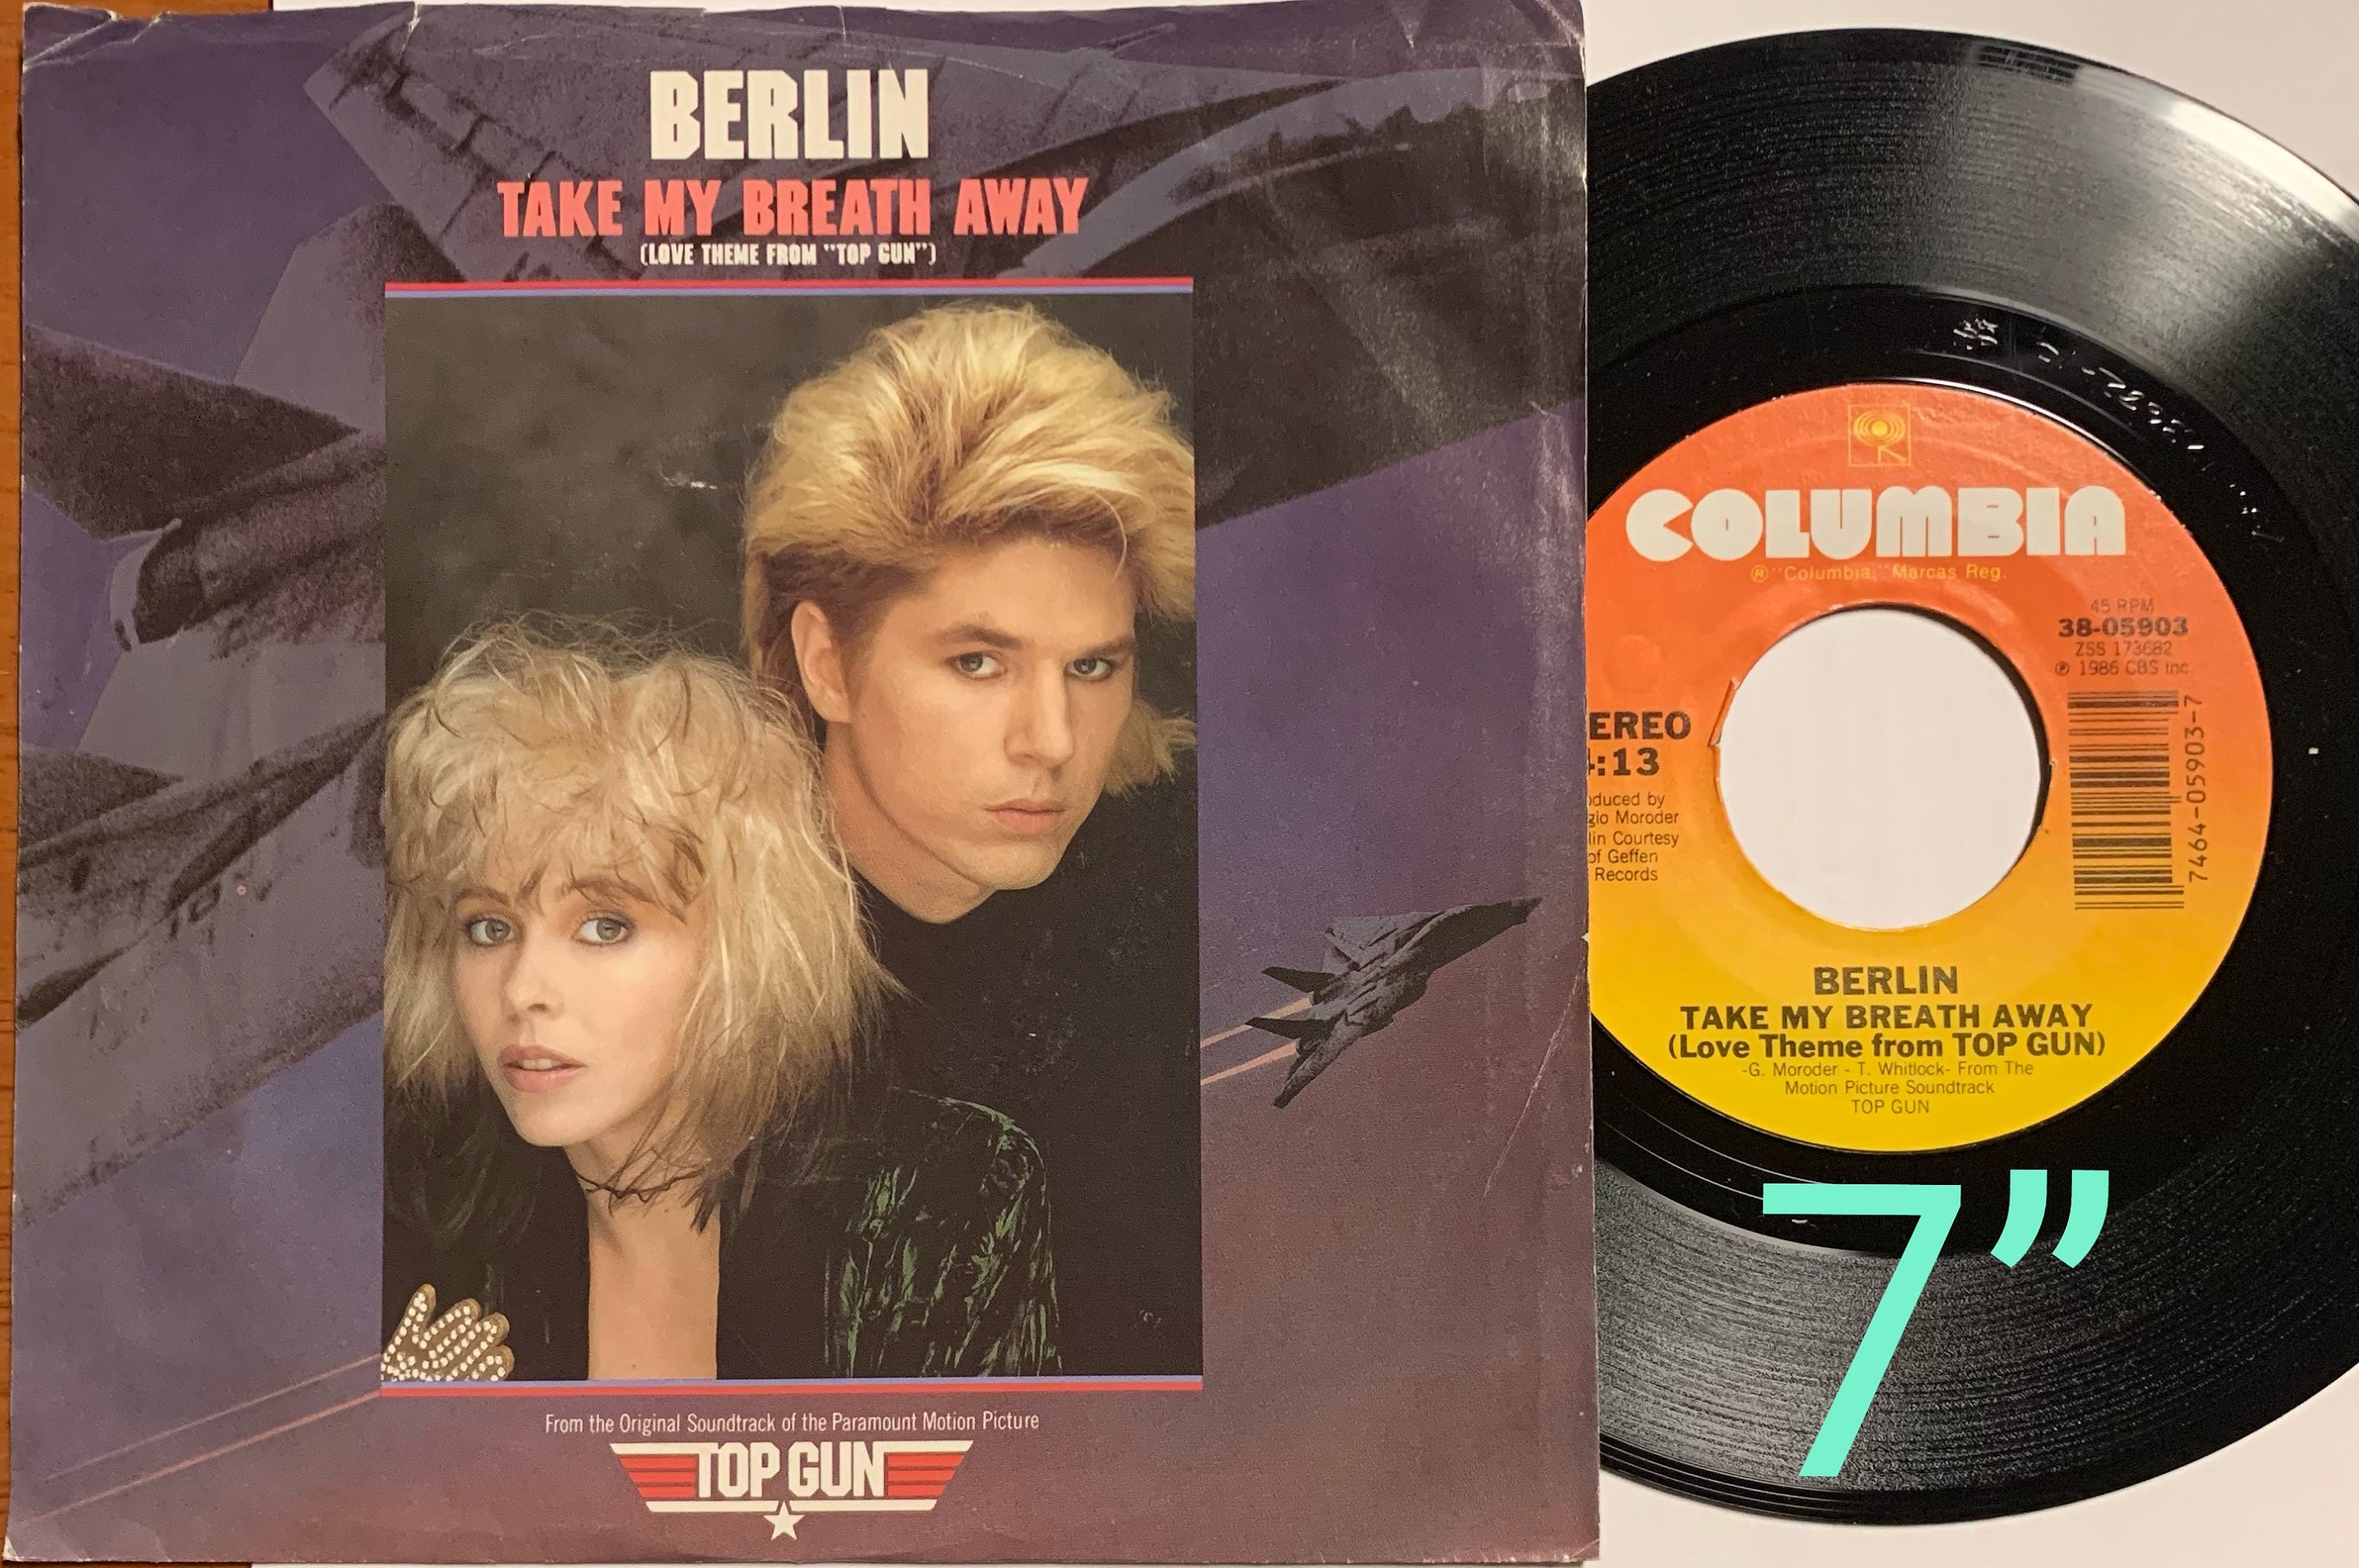 BERLIN
TAKE MY BREATH AWAY
(LOVE THEME FROM "TOP GUN")
From the Original Soundtrack of the Paramount Motion Picture
TOP GUN
COLUMBIA
® "Columbia," Marcas Reg.
45 RPM
38-05903
ZSS 173682
℗ 1986 CBS Inc.
EREO
:13
oduced by
gio Moroder
lin Courtesy
of Geffen
Records
7464-05903-7
BERLIN
TAKE MY BREATH AWAY
(Love Theme from TOP GUN)
-G. Moroder - T. Whitlock- From The
Motion Picture Soundtrack
TOP GUN
7”